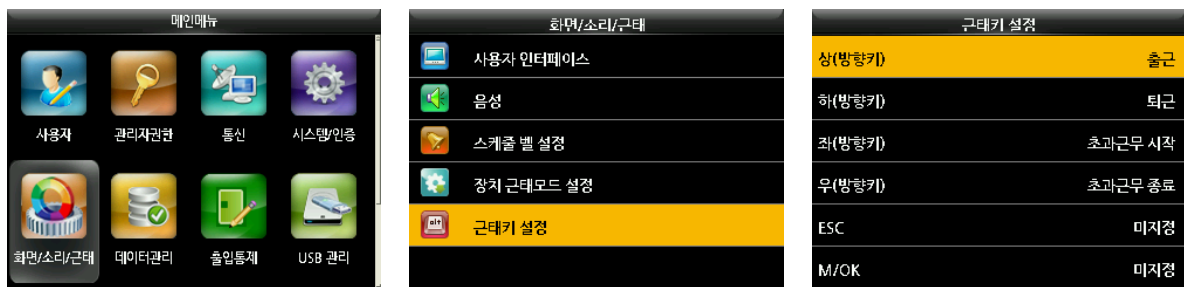 메인메뉴
사용자
관리자권한
통신
시스템/인증
화면/소리/근태
데이터관리
출입통제
USB 관리
화면/소리/근태
사용자 인터페이스
음성
스케줄 벨 설정
장치 근태모드 설정
alt
근태키 설정
근태키 설정
상(방향키) 출근
하(방향키) 퇴근
좌(방향키) 초과근무 시작
우(방향키) 초과근무 종료
ESC 미지정
M/OK 미지정